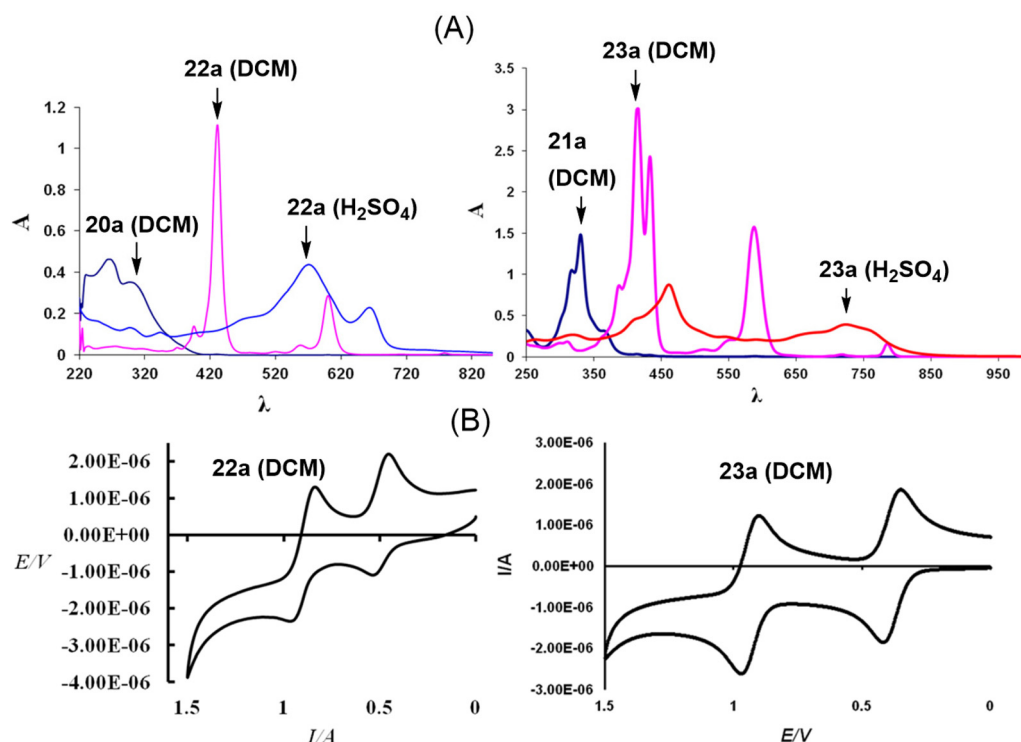 (A)
22a (DCM)
20a (DCM)
22a (H₂SO₄)
1.2
1
0.8
0.6
0.4
0.2
0
A
220 320 420 520 620 720 820
λ
23a (DCM)
21a
(DCM)
23a (H₂SO₄)
3.5
3
2.5
2
1.5
1
0.5
0
A
250 350 450 550 650 750 850 950
λ
(B)
22a (DCM)
2.00E-06
1.00E-06
0.00E+00
-1.00E-06
-2.00E-06
-3.00E-06
-4.00E-06
E/V
1.5 1 0.5 0
I/A
23a (DCM)
3.00E-06
2.00E-06
1.00E-06
0.00E+00
-1.00E-06
-2.00E-06
-3.00E-06
I/A
1.5 1 0.5 0
E/V